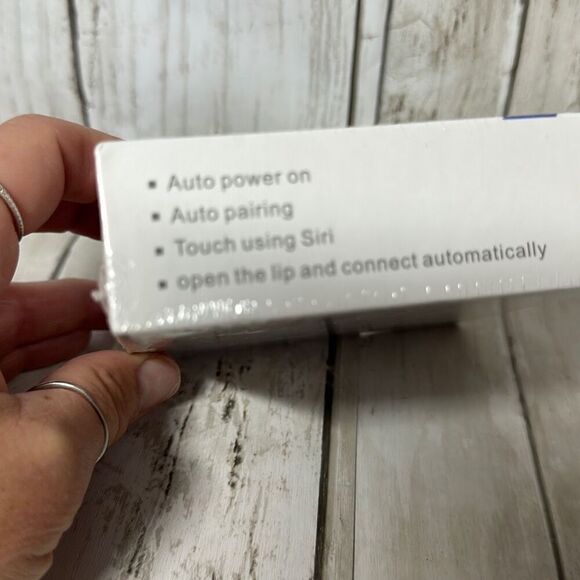 ▪ Auto power on
▪ Auto pairing
▪ Touch using Siri
▪ open the lip and connect automatically